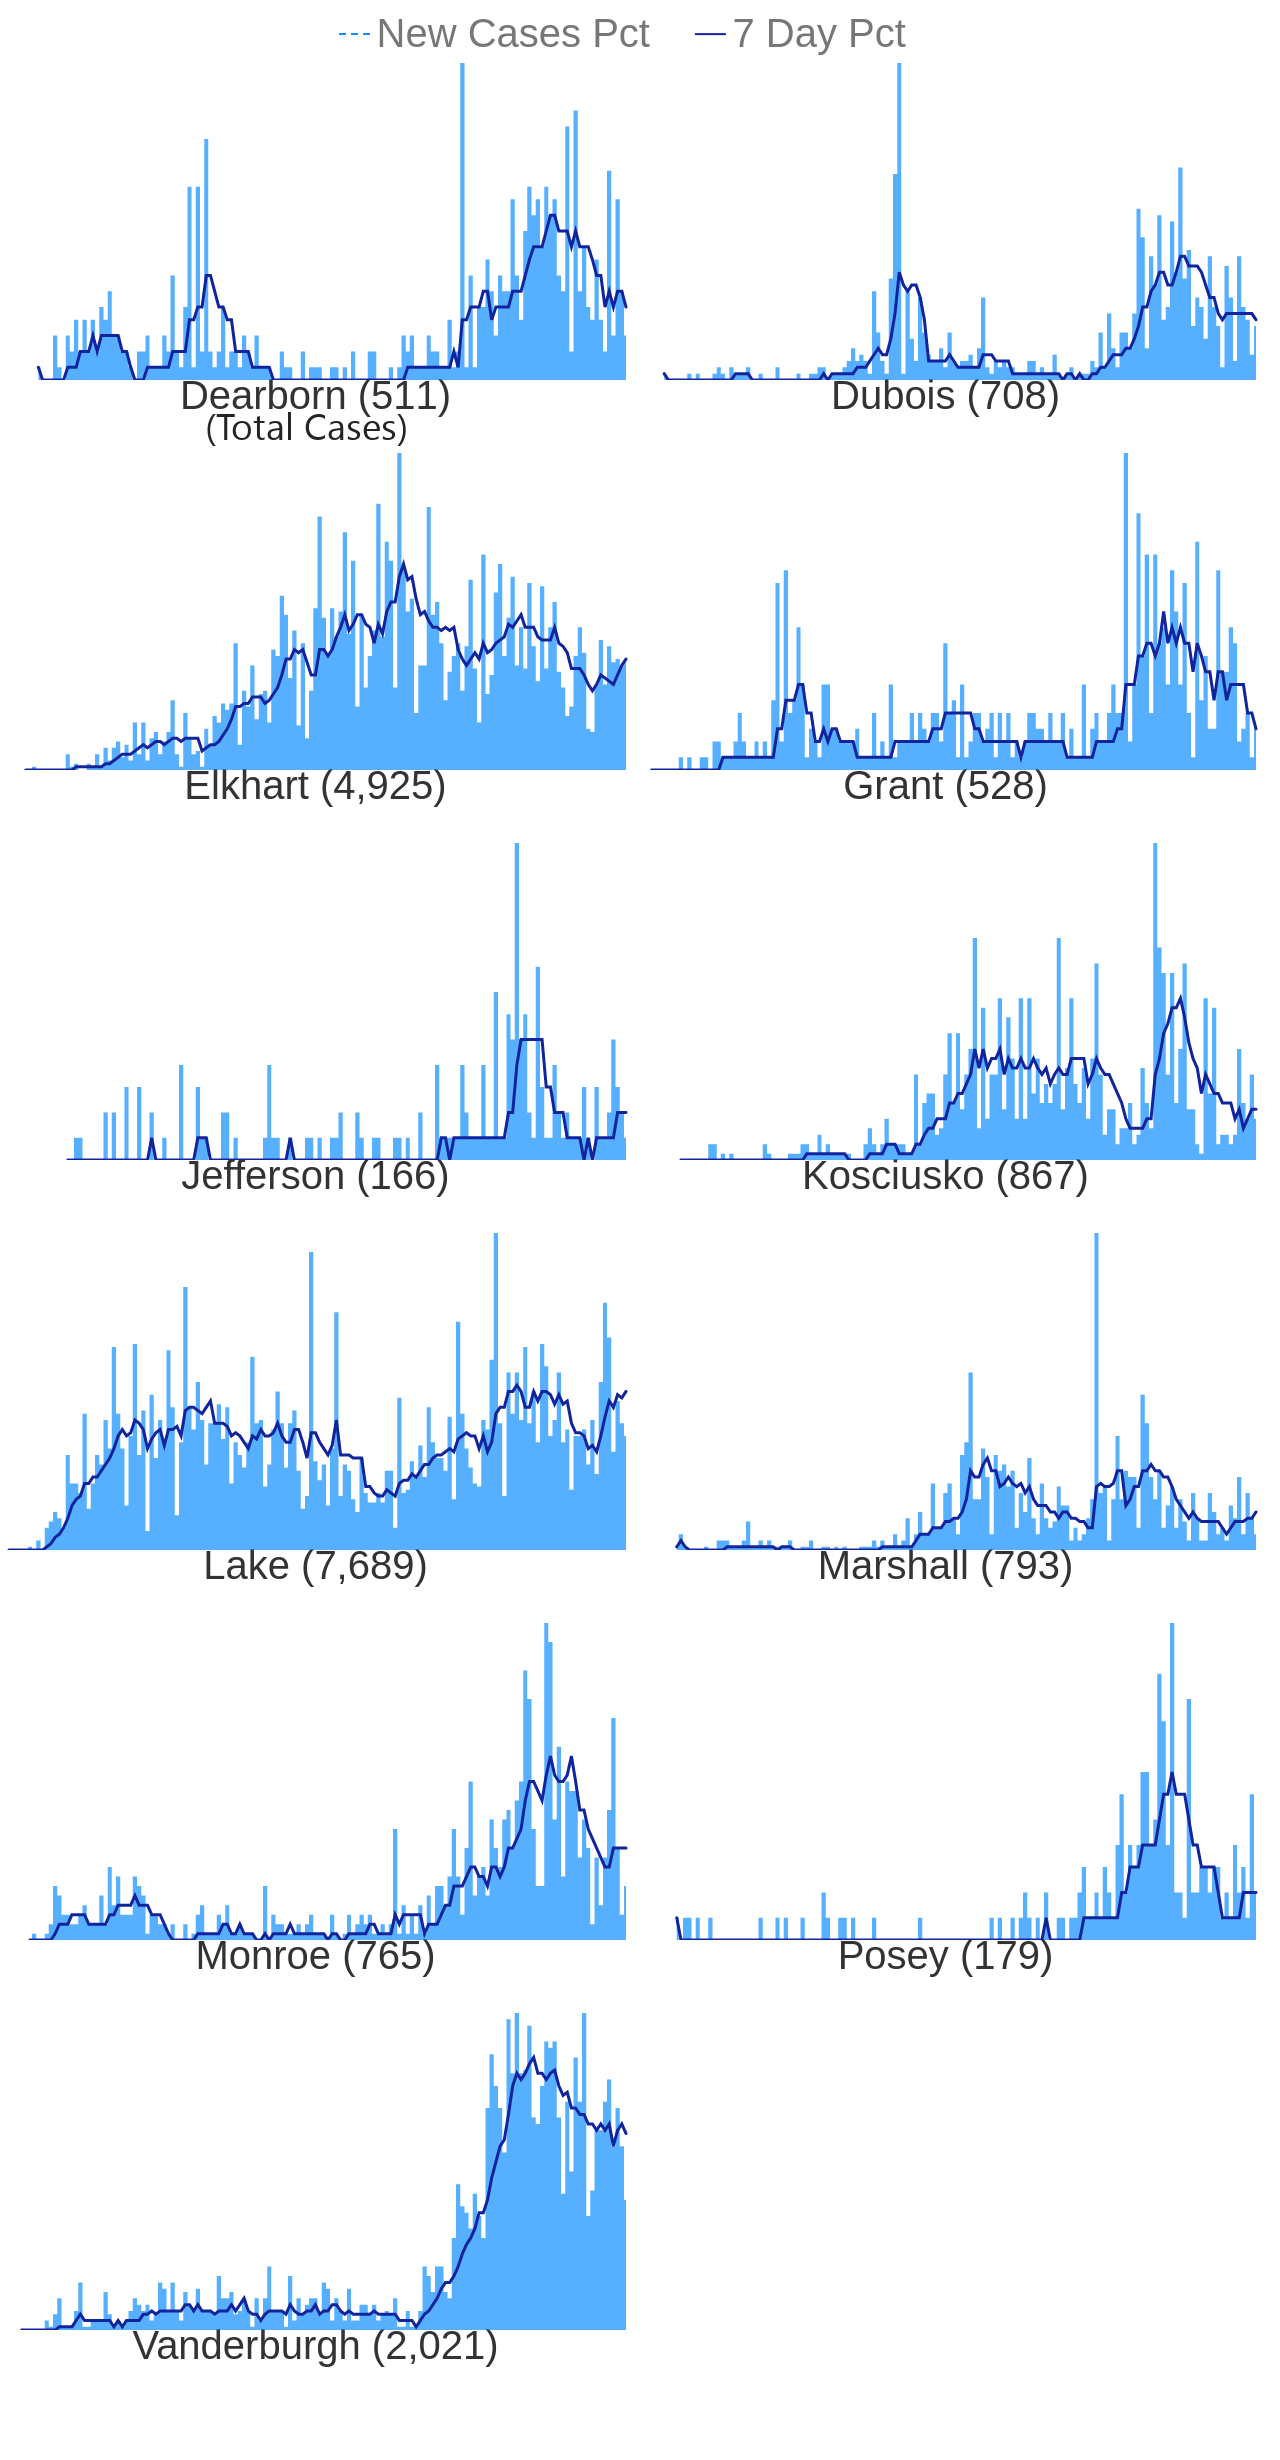 New Cases Pct 7 Day Pct
Dearborn (511) Dubois (708)
(Total Cases)
Elkhart (4,925) Grant (528)
Jefferson (166) Kosciusko (867)
Lake (7,689) Marshall (793)
Monroe (765) Posey (179)
Vanderburgh (2,021)